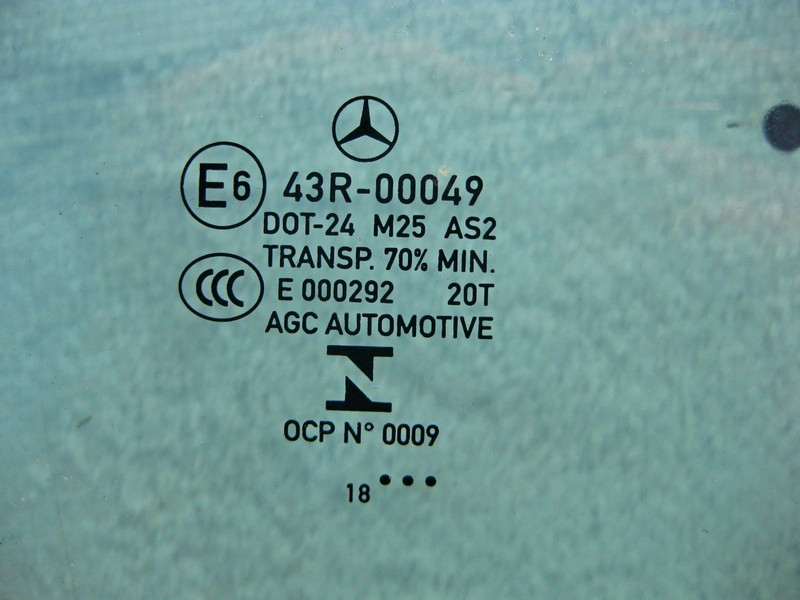 E6 43R-00049
DOT-24 M25 AS2
TRANSP. 70% MIN.
CCC E 000292 20T
AGC AUTOMOTIVE
OCP N° 0009
18 •••